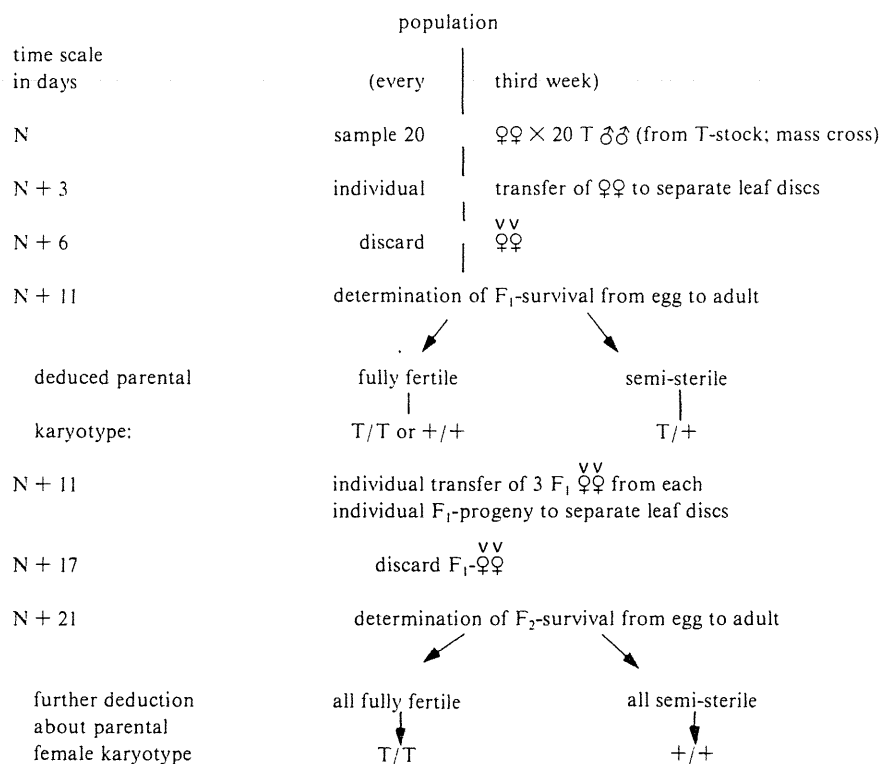 population
time scale
in days (every third week)
N sample 20 ♀♀ × 20 T ♂♂ (from T-stock; mass cross)
N + 3 individual transfer of ♀♀ to separate leaf discs
v v
N + 6 discard ♀♀
N + 11 determination of F₁-survival from egg to adult
deduced parental fully fertile semi-sterile
karyotype: T/T or +/+ T/+
v v
N + 11 individual transfer of 3 F₁ ♀♀ from each
individual F₁-progeny to separate leaf discs
v v
N + 17 discard F₁-♀♀
N + 21 determination of F₂-survival from egg to adult
further deduction all fully fertile all semi-sterile
about parental
female karyotype T/T +/+